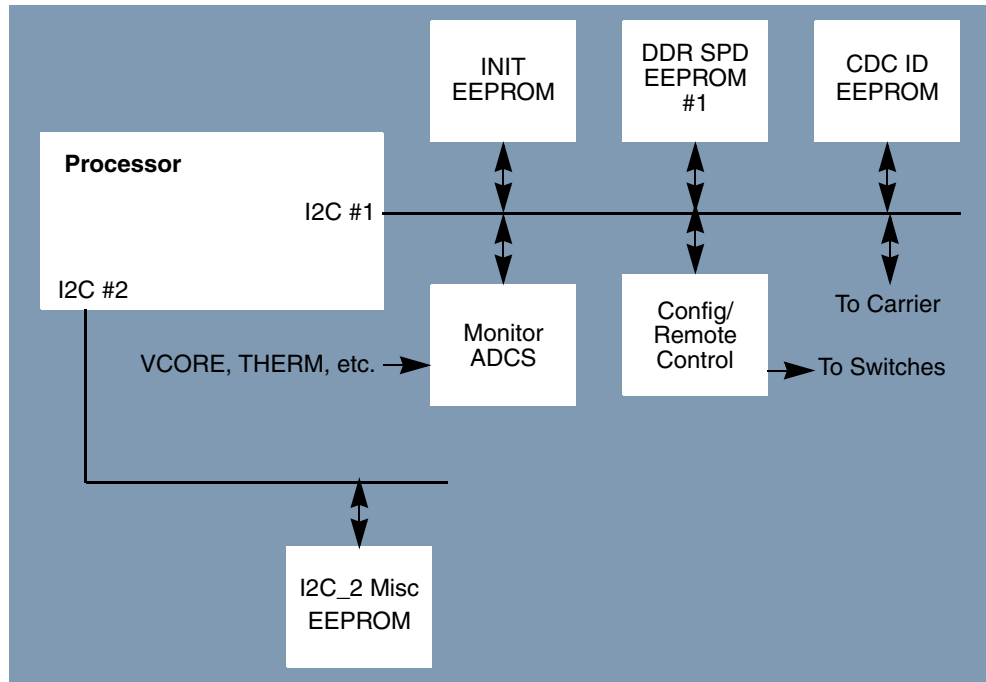 INIT
EEPROM
DDR SPD
EEPROM
#1
CDC ID
EEPROM
Processor
I2C #1
I2C #2
Monitor
ADCS
Config/
Remote
Control
To Carrier
VCORE, THERM, etc.
To Switches
I2C_2 Misc
EEPROM